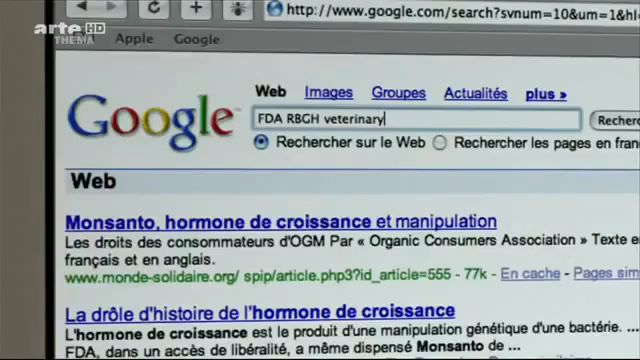 arte HD
THEMA
http://www.google.com/search?svnum=10&um=1&hl
Apple Google
Web Images Groupes Actualités plus »
Google
FDA RBGH veterinary
Recherc
Rechercher sur le Web Rechercher les pages en franç
Web
Monsanto, hormone de croissance et manipulation
Les droits des consommateurs d'OGM Par « Organic Consumers Association » Texte en
français et en anglais.
www.monde-solidaire.org/ spip/article.php3?id_article=555 - 77k - En cache - Pages simi
La drôle d'histoire de l'hormone de croissance
L'hormone de croissance est le produit d'une manipulation génétique d'une bactérie. ...
FDA, dans un accès de libéralité, a même dispensé Monsanto de ...